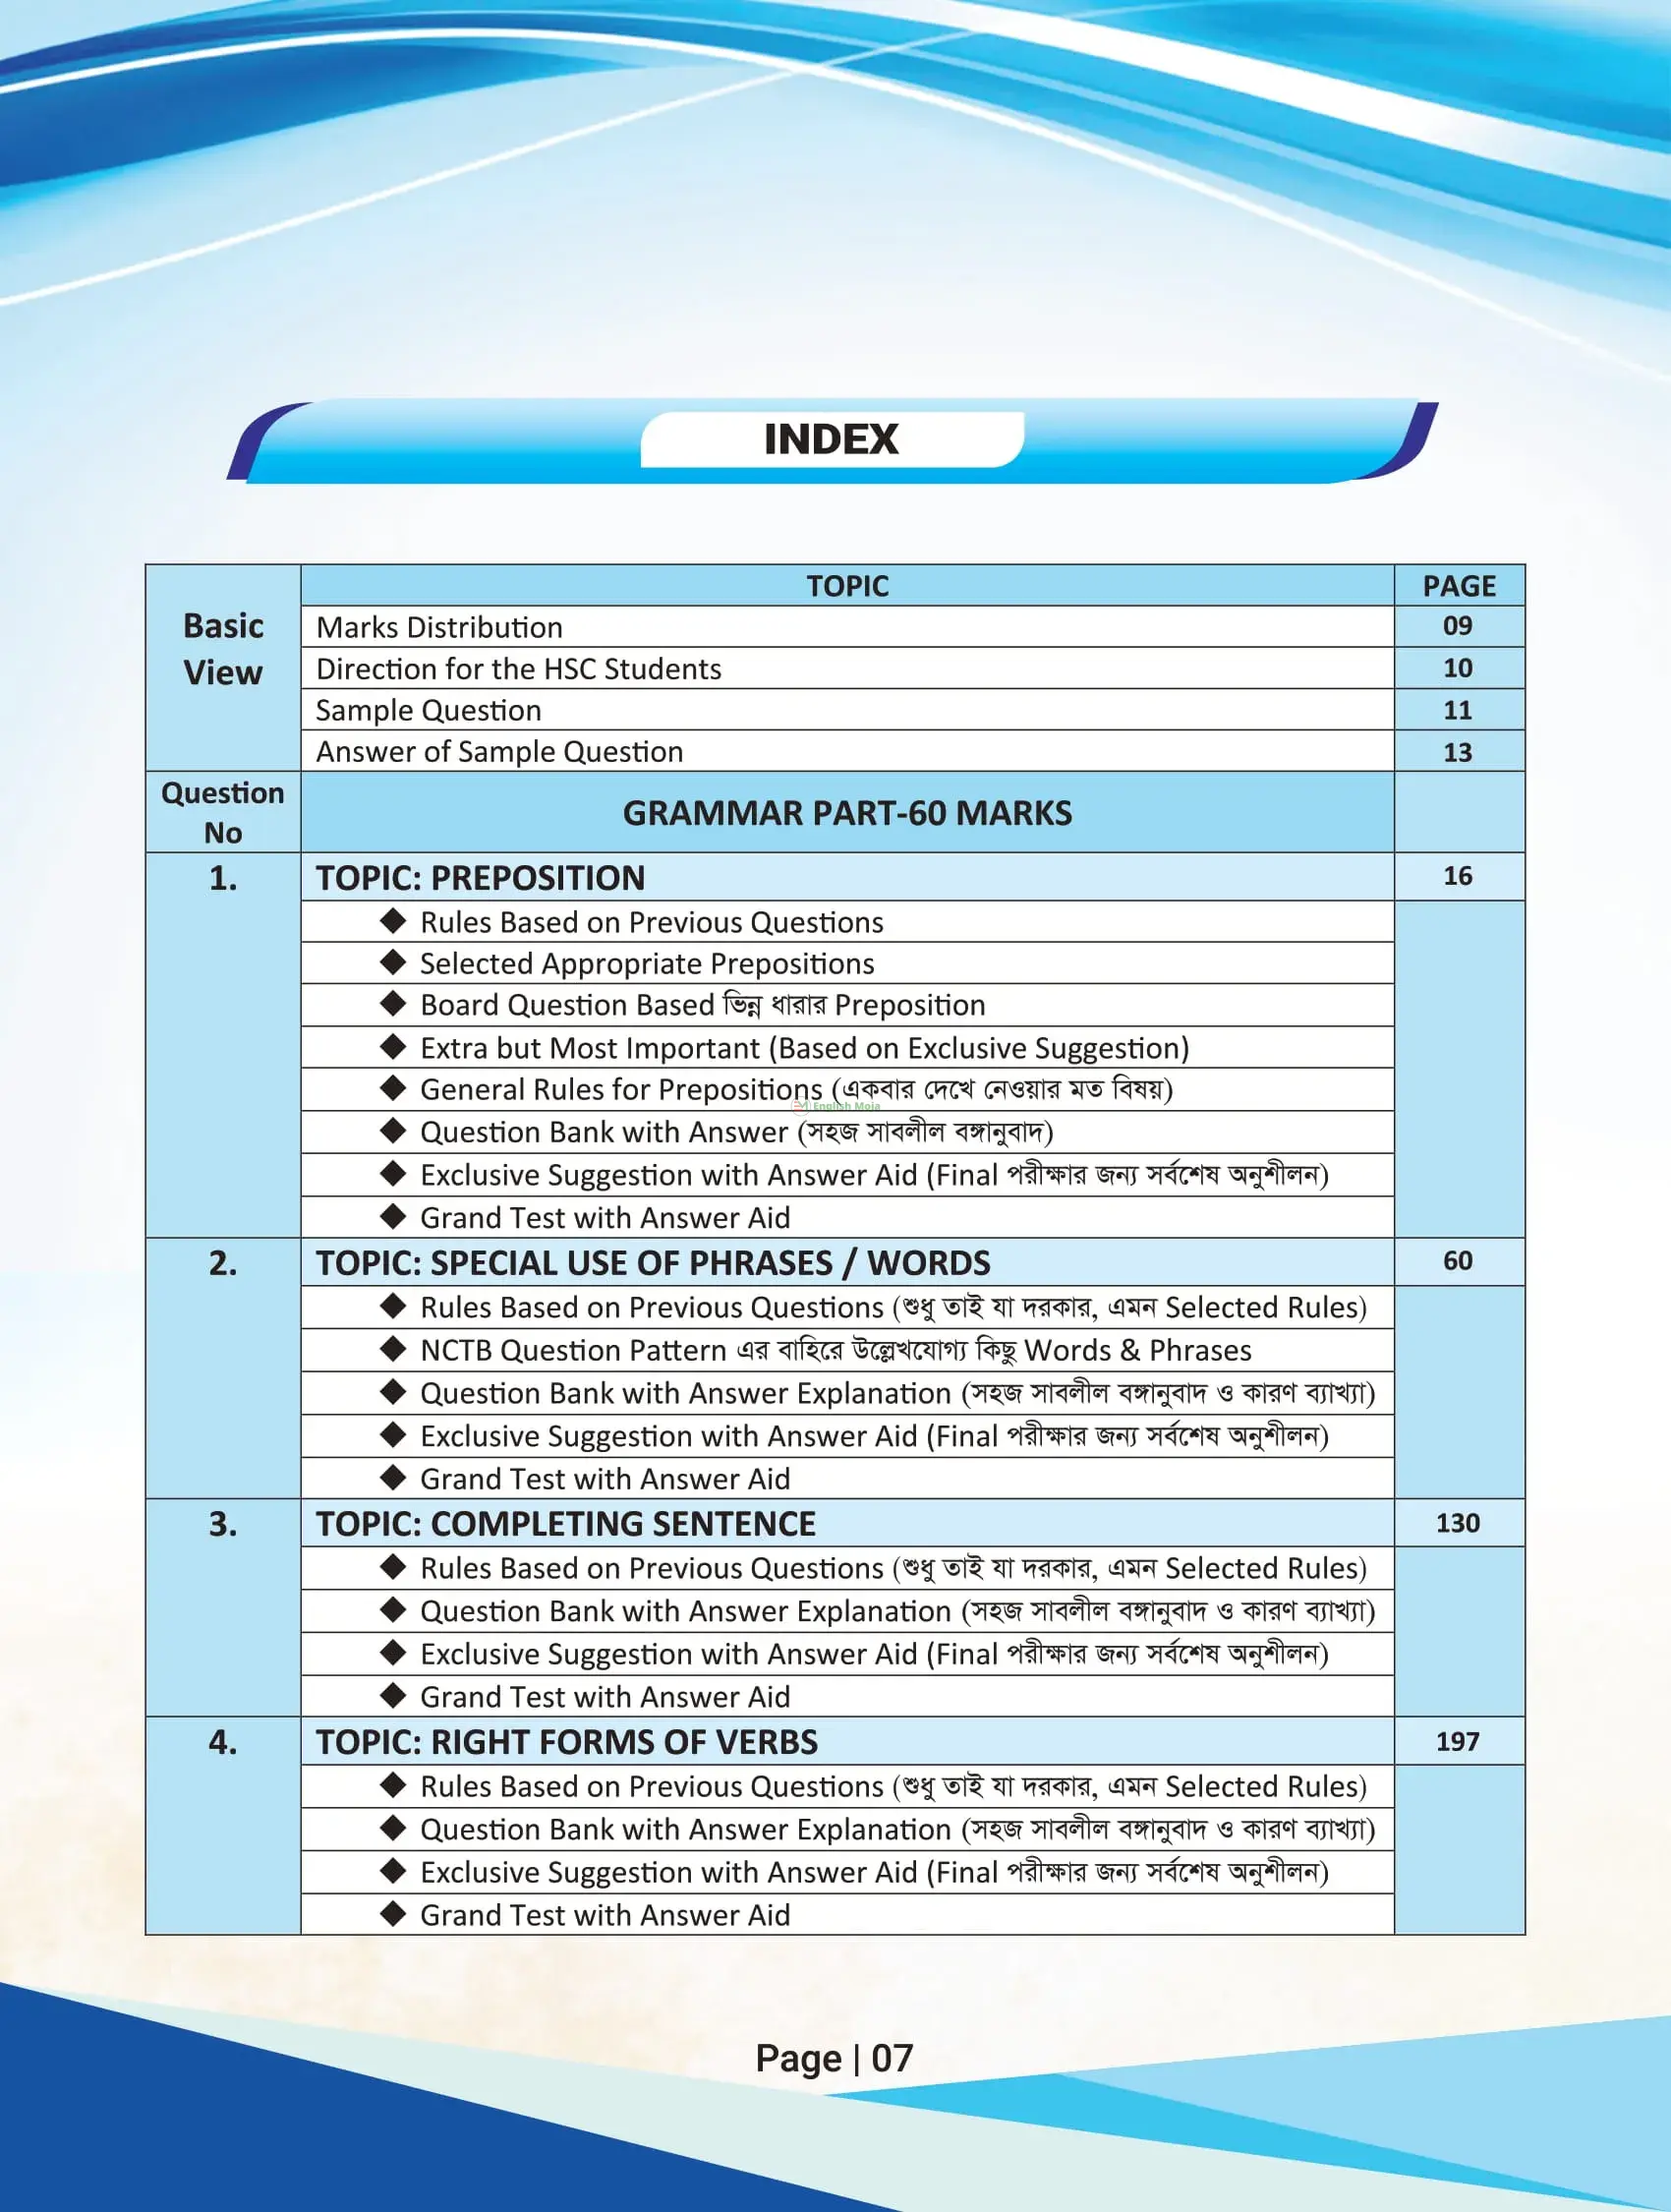 INDEX
TOPIC PAGE
Basic View
Marks Distribution 09
Direction for the HSC Students 10
Sample Question 11
Answer of Sample Question 13
Question No GRAMMAR PART-60 MARKS
1. TOPIC: PREPOSITION 16
◆ Rules Based on Previous Questions
◆ Selected Appropriate Prepositions
◆ Board Question Based ভিন্ন ধারার Preposition
◆ Extra but Most Important (Based on Exclusive Suggestion)
◆ General Rules for Prepositions (একবার দেখে নেওয়ার মত বিষয়)
English Moja
◆ Question Bank with Answer (সহজ সাবলীল বঙ্গানুবাদ)
◆ Exclusive Suggestion with Answer Aid (Final পরীক্ষার জন্য সর্বশেষ অনুশীলন)
◆ Grand Test with Answer Aid
2. TOPIC: SPECIAL USE OF PHRASES / WORDS 60
◆ Rules Based on Previous Questions (শুধু তাই যা দরকার, এমন Selected Rules)
◆ NCTB Question Pattern এর বাহিরে উল্লেখযোগ্য কিছু Words & Phrases
◆ Question Bank with Answer Explanation (সহজ সাবলীল বঙ্গানুবাদ ও কারণ ব্যাখ্যা)
◆ Exclusive Suggestion with Answer Aid (Final পরীক্ষার জন্য সর্বশেষ অনুশীলন)
◆ Grand Test with Answer Aid
3. TOPIC: COMPLETING SENTENCE 130
◆ Rules Based on Previous Questions (শুধু তাই যা দরকার, এমন Selected Rules)
◆ Question Bank with Answer Explanation (সহজ সাবলীল বঙ্গানুবাদ ও কারণ ব্যাখ্যা)
◆ Exclusive Suggestion with Answer Aid (Final পরীক্ষার জন্য সর্বশেষ অনুশীলন)
◆ Grand Test with Answer Aid
4. TOPIC: RIGHT FORMS OF VERBS 197
◆ Rules Based on Previous Questions (শুধু তাই যা দরকার, এমন Selected Rules)
◆ Question Bank with Answer Explanation (সহজ সাবলীল বঙ্গানুবাদ ও কারণ ব্যাখ্যা)
◆ Exclusive Suggestion with Answer Aid (Final পরীক্ষার জন্য সর্বশেষ অনুশীলন)
◆ Grand Test with Answer Aid
Page | 07